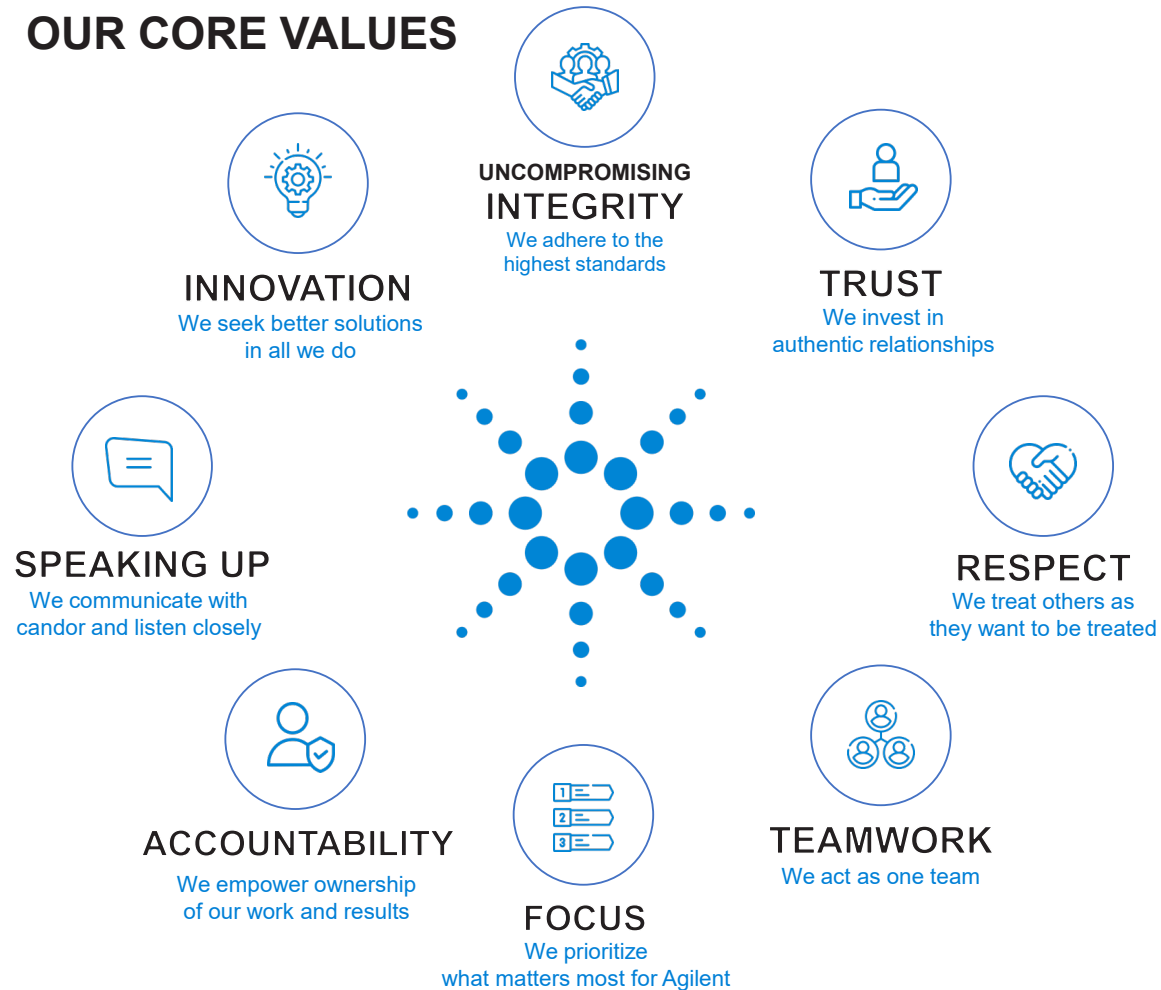 OUR CORE VALUES
UNCOMPROMISING
INTEGRITY
We adhere to the
highest standards
TRUST
We invest in
authentic relationships
RESPECT
We treat others as
they want to be treated
TEAMWORK
We act as one team
1
2
3
FOCUS
We prioritize
what matters most for Agilent
ACCOUNTABILITY
We empower ownership
of our work and results
SPEAKING UP
We communicate with
candor and listen closely
INNOVATION
We seek better solutions
in all we do